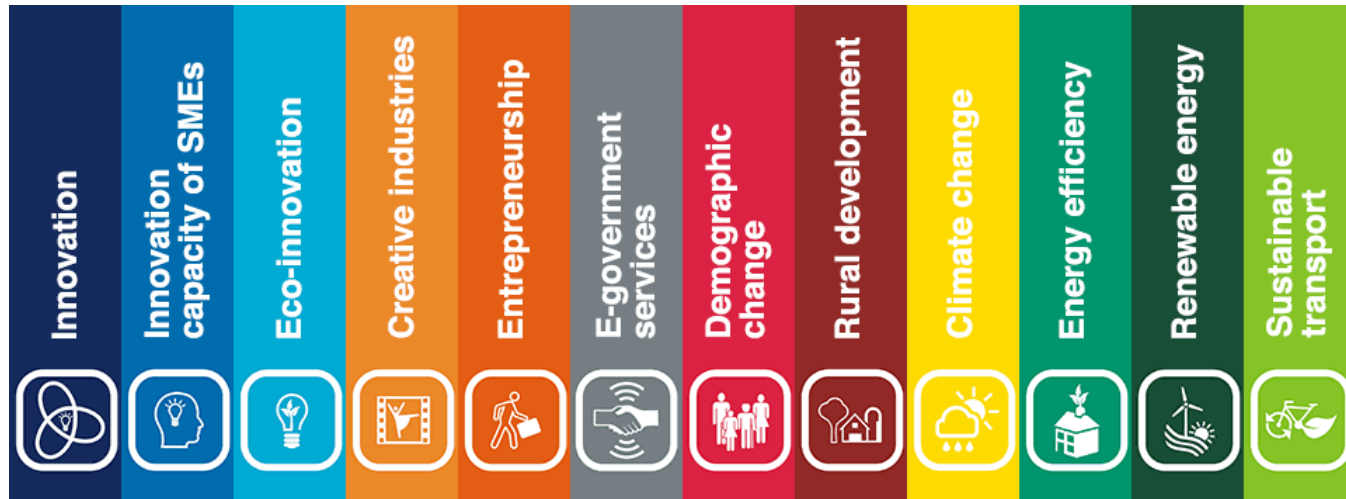 Innovation
Innovation
capacity of SMEs
Eco-innovation
Creative industries
Entrepreneurship
E-government
services
Demographic
change
Rural development
Climate change
Energy efficiency
Renewable energy
Sustainable
transport